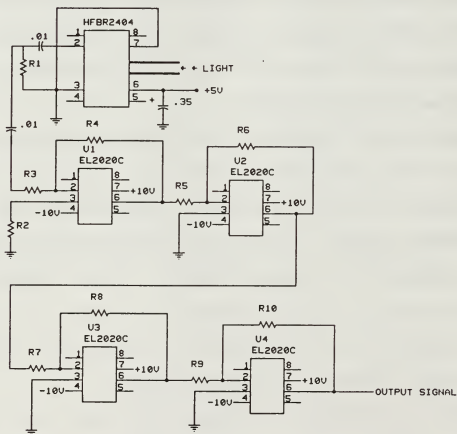 HFBR2404
.01
1 8
2 7
R1
← ← LIGHT
3 6
+5V
4 5
+
.35
.01
R4
R6
U1
EL2020C
U2
EL2020C
R3
1 8
2 7 +10V
3 6
-10V 4 5
R5
1 8
2 7 +10V
3 6
-10V 4 5
R2
R8
R10
U3
EL2020C
U4
EL2020C
R7
1 8
2 7 +10V
3 6
-10V 4 5
R9
1 8
2 7 +10V
3 6
-10V 4 5
OUTPUT SIGNAL